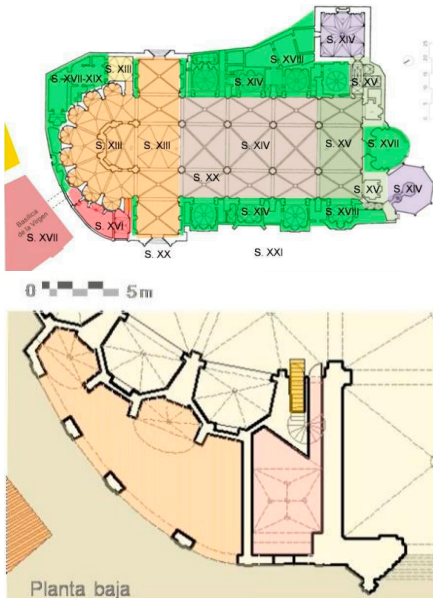 S. XIV
S. XVIII
S. XIII
S. XVII-XIX
S. XIV
S. XV
S. XIII
S. XIII
S. XIV
S. XV
S. XVII
S. XX
S. XV
S. XIV
Basílica
de la Virgen
S. XVI
S. XIV
S. XVIII
S. XVII
S. XX
S. XXI
0 5m
Planta baja